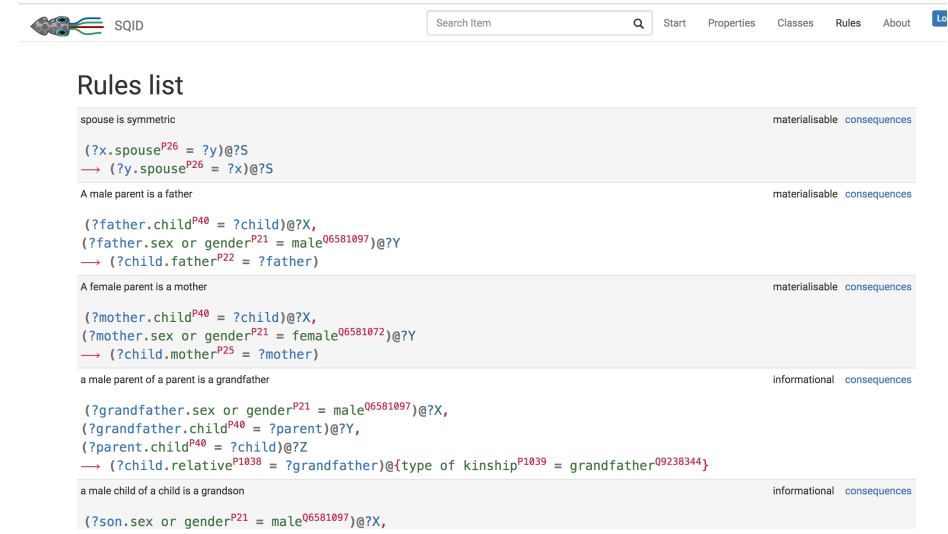 SQID
Search Item
Start Properties Classes Rules About Lo
Rules list
spouse is symmetric materialisable consequences
(?x.spouseP26 = ?y)@?S
⟶ (?y.spouseP26 = ?x)@?S
A male parent is a father materialisable consequences
(?father.childP40 = ?child)@?X,
(?father.sex or genderP21 = maleQ6581097)@?Y
⟶ (?child.fatherP22 = ?father)
A female parent is a mother materialisable consequences
(?mother.childP40 = ?child)@?X,
(?mother.sex or genderP21 = femaleQ6581072)@?Y
⟶ (?child.motherP25 = ?mother)
a male parent of a parent is a grandfather informational consequences
(?grandfather.sex or genderP21 = maleQ6581097)@?X,
(?grandfather.childP40 = ?parent)@?Y,
(?parent.childP40 = ?child)@?Z
⟶ (?child.relativeP1038 = ?grandfather)@{type of kinshipP1039 = grandfatherQ9238344}
a male child of a child is a grandson informational consequences
(?son.sex or genderP21 = maleQ6581097)@?X,